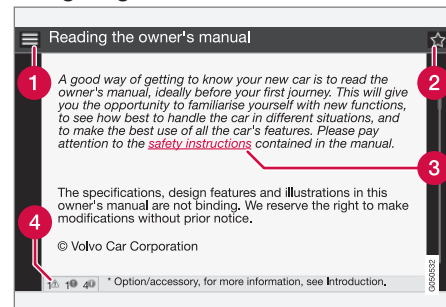 Reading the owner's manual
1
2
A good way of getting to know your new car is to read the
owner's manual, ideally before your first journey. This will give
you the opportunity to familiarise yourself with new functions,
to see how best to handle the car in different situations, and
to make the best use of all the car's features. Please pay
attention to the safety instructions contained in the manual.
3
The specifications, design features and illustrations in this
owner's manual are not binding. We reserve the right to make
modifications without prior notice.
4
© Volvo Car Corporation
1 1 4 * Option/accessory, for more information, see Introduction.
G050532